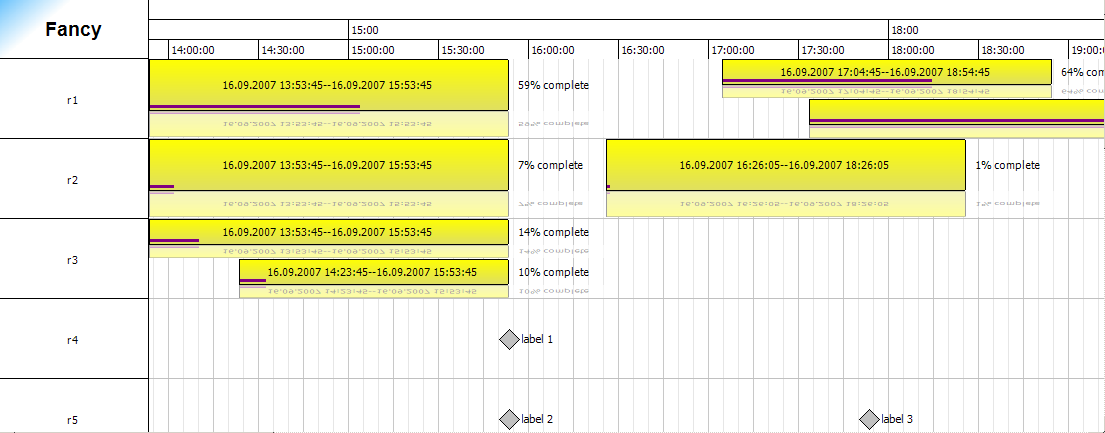 Fancy
15:00 18:00
14:00:00 14:30:00 15:00:00 15:30:00 16:00:00 16:30:00 17:00:00 17:30:00 18:00:00 18:30:00 19:00
r1
16.09.2007 13:53:45--16.09.2007 15:53:45 59% complete
16.09.2007 17:04:45--16.09.2007 18:54:45 64% com
r2
16.09.2007 13:53:45--16.09.2007 15:53:45 7% complete
16.09.2007 16:26:05--16.09.2007 18:26:05 1% complete
r3
16.09.2007 13:53:45--16.09.2007 15:53:45 14% complete
16.09.2007 14:23:45--16.09.2007 15:53:45 10% complete
r4
label 1
r5
label 2 label 3